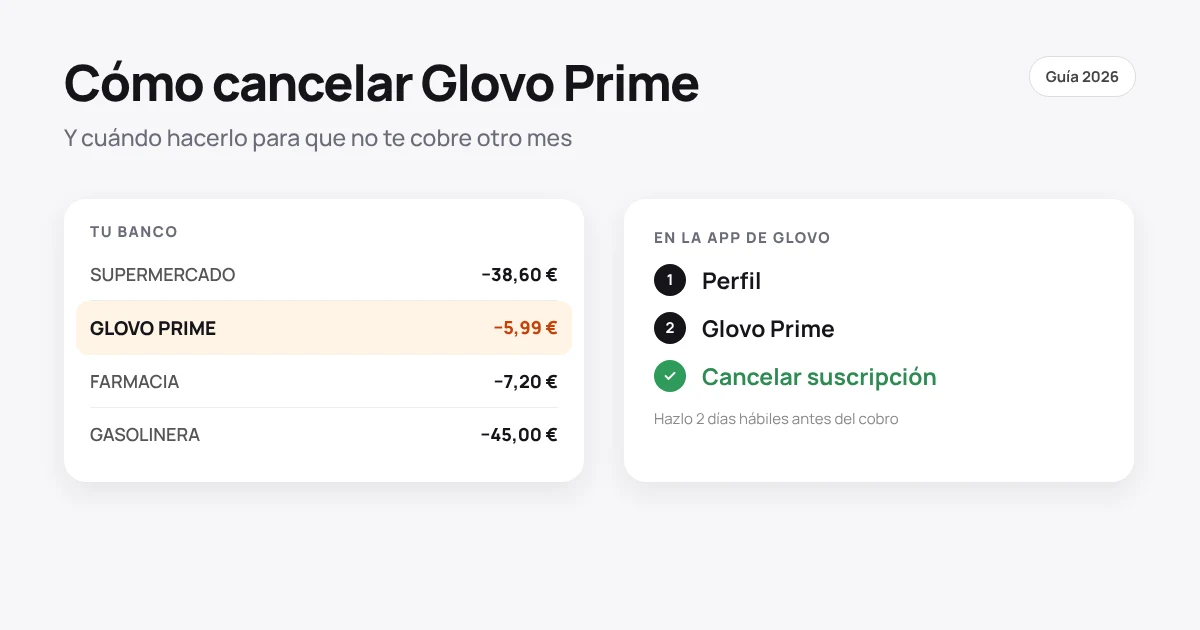 Cómo cancelar Glovo Prime
Guía 2026
Y cuándo hacerlo para que no te cobre otro mes
TU BANCO
SUPERMERCADO −38,60 €
GLOVO PRIME −5,99 €
FARMACIA −7,20 €
GASOLINERA −45,00 €
EN LA APP DE GLOVO
1 Perfil
2 Glovo Prime
Cancelar suscripción
Hazlo 2 días hábiles antes del cobro